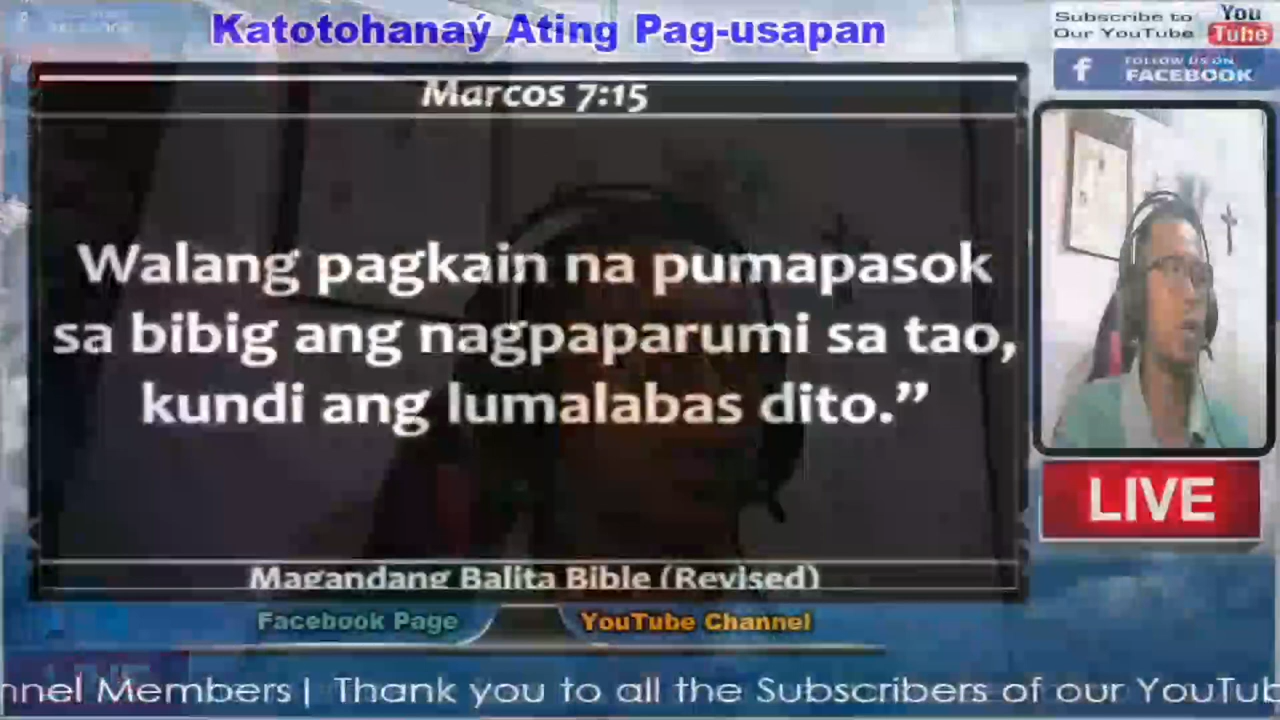 Katotohanaý Ating Pag-usapan
Subscribe to
Our YouTube
You
Tube
FOLLOW US ON
FACEBOOK
Marcos 7:15
Walang pagkain na pumapasok
sa bibig ang nagpaparumi sa tao,
kundi ang lumalabas dito.”
Magandang Balita Bible (Revised)
LIVE
Facebook Page
YouTube Channel
LIVE
nnel Members| Thank you to all the Subscribers of our YouTub